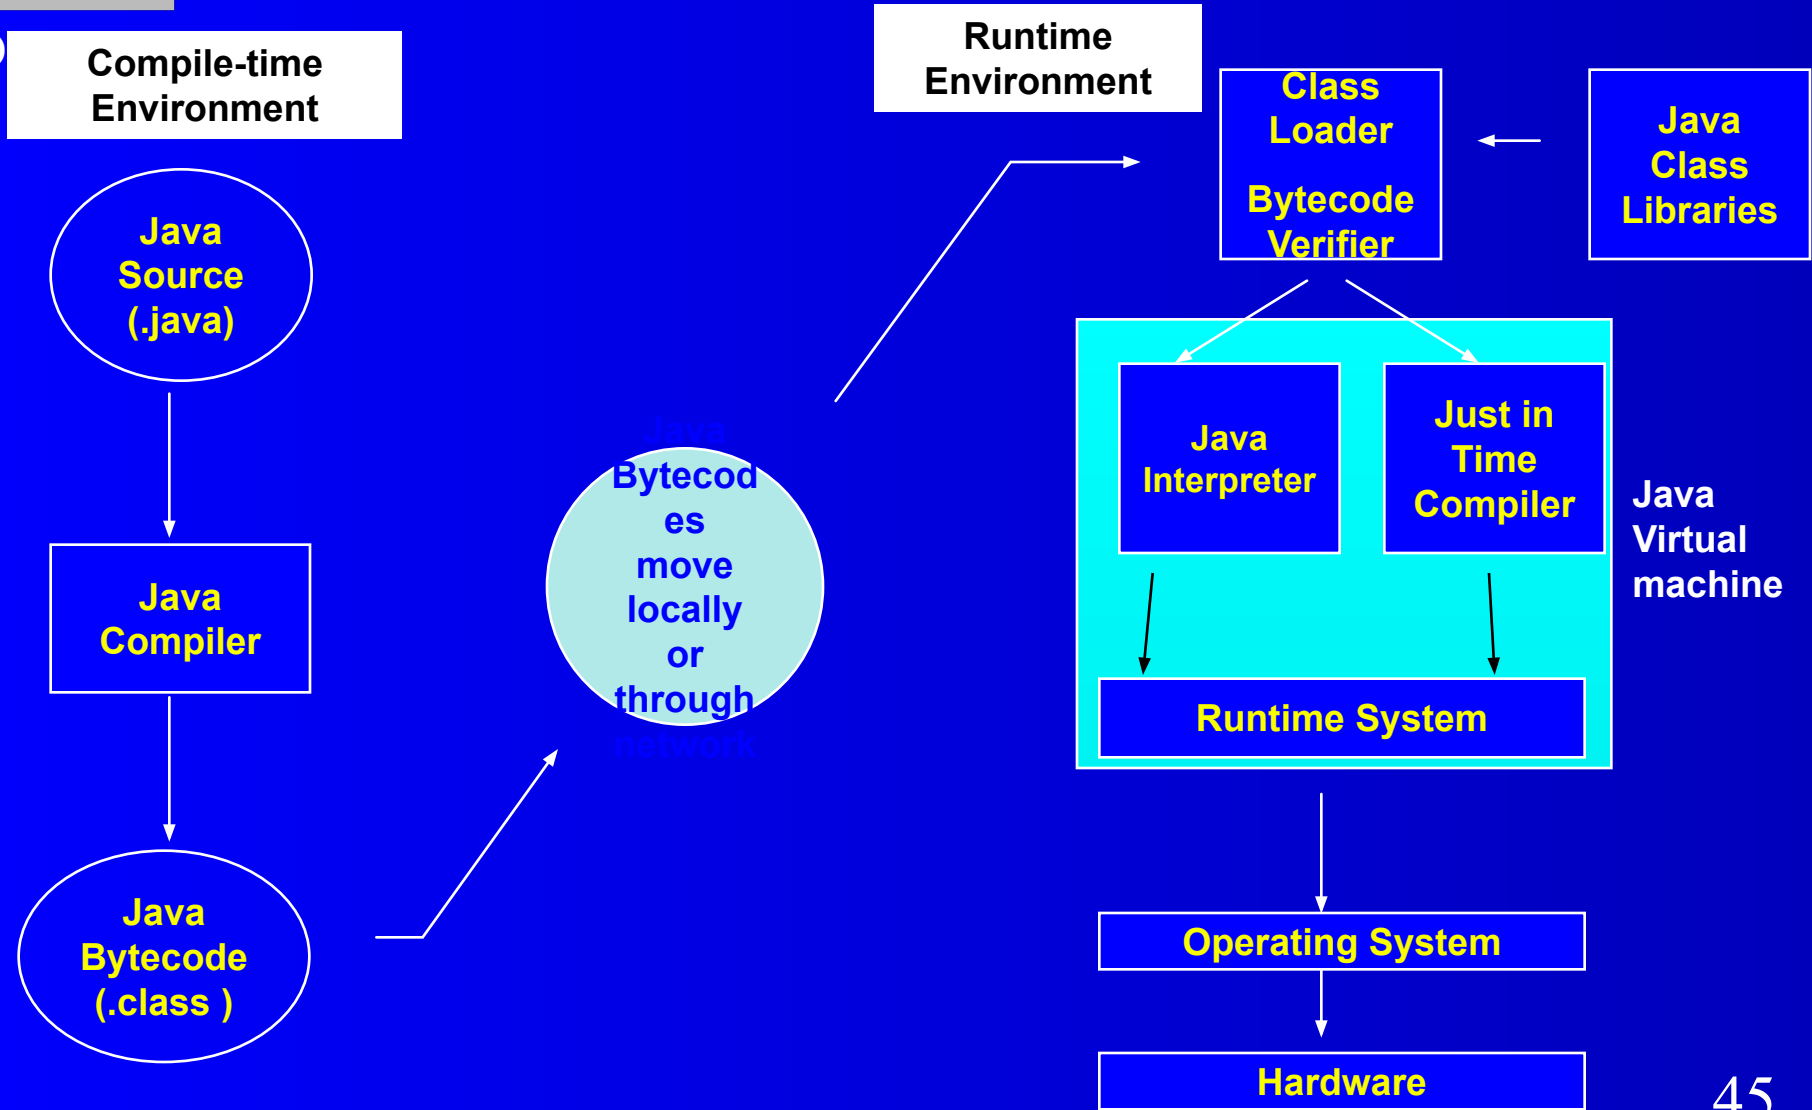 Compile-time
Environment
Java
Source
(.java)
Java
Compiler
Java
Bytecode
(.class )
Java
Bytecod
es
move
locally
or
through
network
Runtime
Environment
Class
Loader
Bytecode
Verifier
Java
Class
Libraries
Java
Interpreter
Just in
Time
Compiler
Java
Virtual
machine
Runtime System
Operating System
Hardware
45